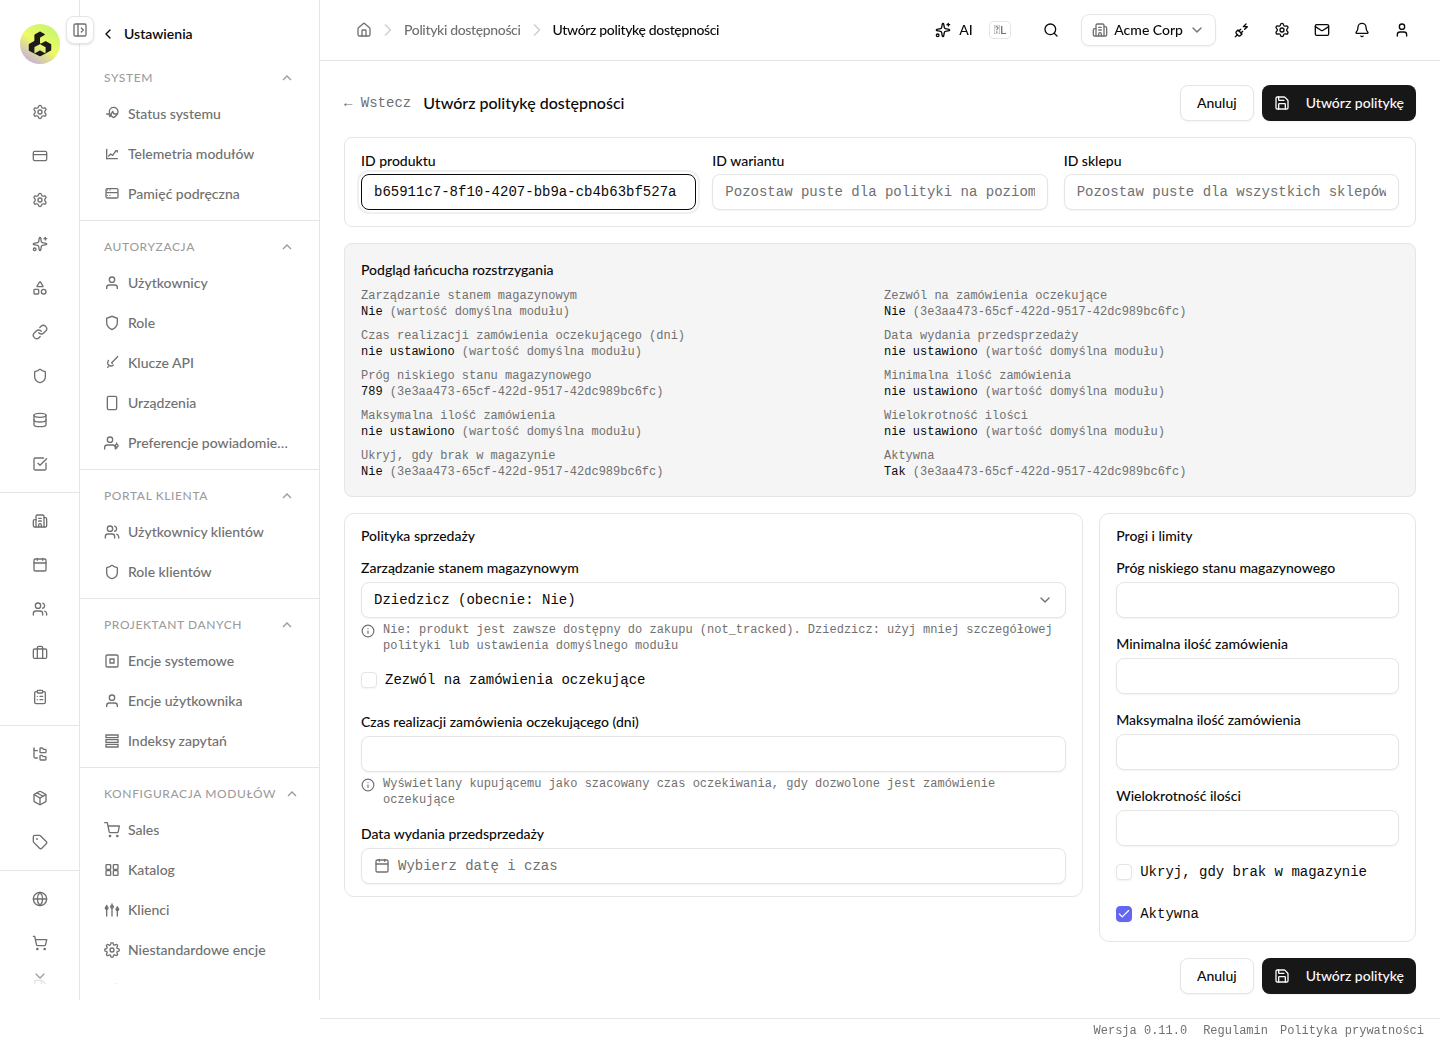 Ustawienia
SYSTEM
Status systemu
Telemetria modułów
Pamięć podręczna
AUTORYZACJA
Użytkownicy
Role
Klucze API
Urządzenia
Preferencje powiadomie...
PORTAL KLIENTA
Użytkownicy klientów
Role klientów
PROJEKTANT DANYCH
Encje systemowe
Encje użytkownika
Indeksy zapytań
KONFIGURACJA MODUŁÓW
Sales
Katalog
Klienci
Niestandardowe encje
Polityki dostępności
Utwórz politykę dostępności
AI
Acme Corp
← Wstecz
Utwórz politykę dostępności
Anuluj
Utwórz politykę
ID produktu
ID wariantu
ID sklepu
b65911c7-8f10-4207-bb9a-cb4b63bf527a
Pozostaw puste dla polityki na poziom
Pozostaw puste dla wszystkich sklepów
Podgląd łańcucha rozstrzygania
Zarządzanie stanem magazynowym
Nie (wartość domyślna modułu)
Zezwól na zamówienia oczekujące
Nie (3e3aa473-65cf-422d-9517-42dc989bc6fc)
Czas realizacji zamówienia oczekującego (dni)
nie ustawiono (wartość domyślna modułu)
Data wydania przedsprzedaży
nie ustawiono (wartość domyślna modułu)
Próg niskiego stanu magazynowego
789 (3e3aa473-65cf-422d-9517-42dc989bc6fc)
Minimalna ilość zamówienia
nie ustawiono (wartość domyślna modułu)
Maksymalna ilość zamówienia
nie ustawiono (wartość domyślna modułu)
Wielokrotność ilości
nie ustawiono (wartość domyślna modułu)
Ukryj, gdy brak w magazynie
Nie (3e3aa473-65cf-422d-9517-42dc989bc6fc)
Aktywna
Tak (3e3aa473-65cf-422d-9517-42dc989bc6fc)
Polityka sprzedaży
Zarządzanie stanem magazynowym
Dziedzicz (obecnie: Nie)
Nie: produkt jest zawsze dostępny do zakupu (not_tracked). Dziedzicz: użyj mniej szczegółowej
polityki lub ustawienia domyślnego modułu
Zezwól na zamówienia oczekujące
Czas realizacji zamówienia oczekującego (dni)
Wyświetlany kupującemu jako szacowany czas oczekiwania, gdy dozwolone jest zamówienie
oczekujące
Data wydania przedsprzedaży
Wybierz datę i czas
Progi i limity
Próg niskiego stanu magazynowego
Minimalna ilość zamówienia
Maksymalna ilość zamówienia
Wielokrotność ilości
Ukryj, gdy brak w magazynie
Aktywna
Anuluj
Utwórz politykę
Wersja 0.11.0
Regulamin
Polityka prywatności